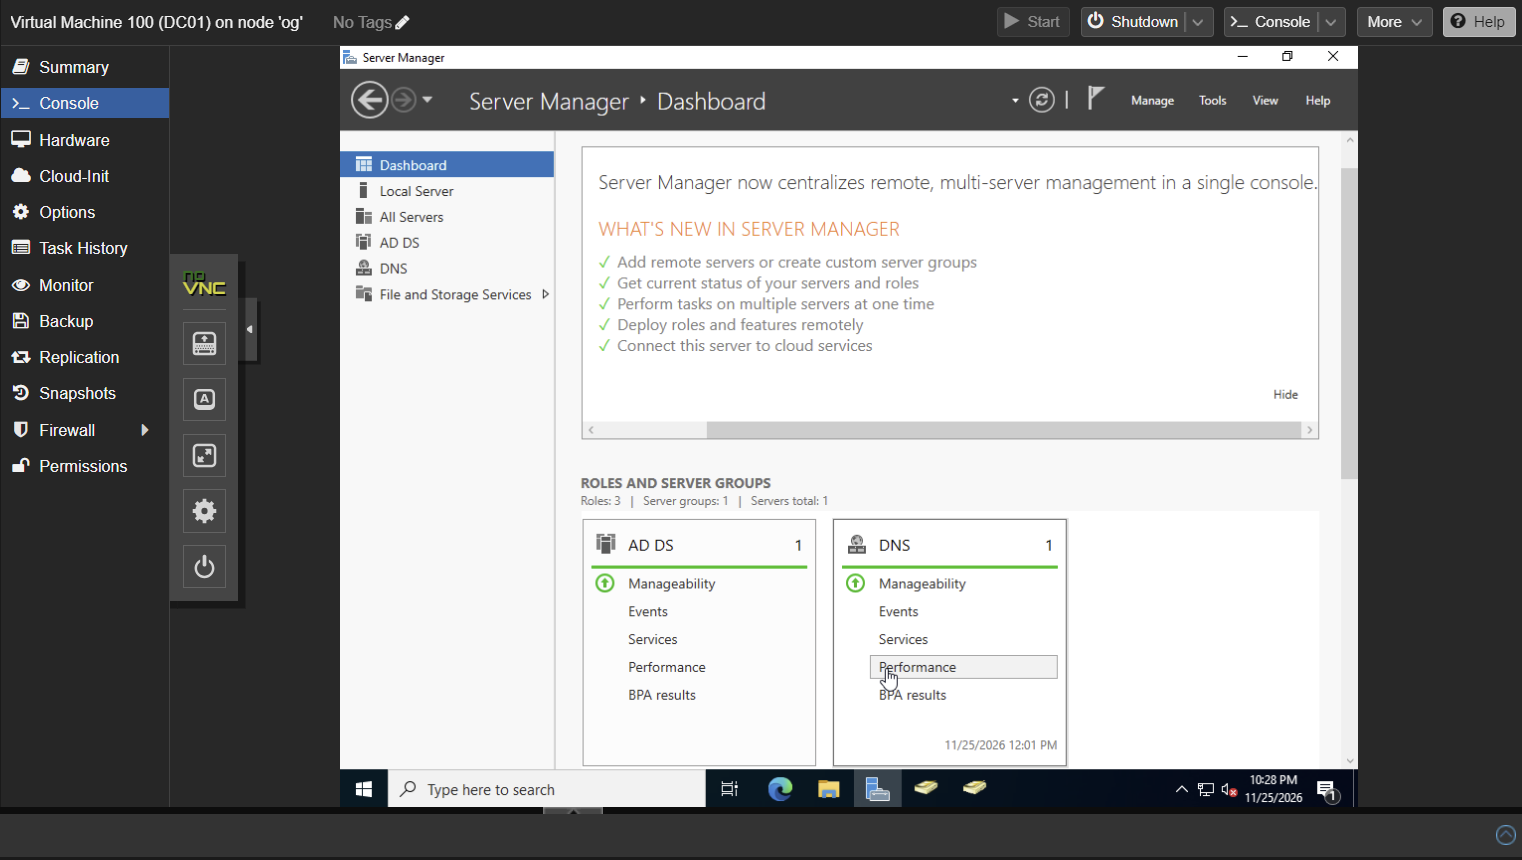 Virtual Machine 100 (DC01) on node 'og'
No Tags
Start
Shutdown
Console
More
Help
Summary
Console
Hardware
Cloud-Init
Options
Task History
Monitor
Backup
Replication
Snapshots
Firewall
Permissions
no
VNC
A
Server Manager
Server Manager
Dashboard
Manage
Tools
View
Help
Dashboard
Local Server
All Servers
AD DS
DNS
File and Storage Services
Server Manager now centralizes remote, multi-server management in a single console.
WHAT'S NEW IN SERVER MANAGER
Add remote servers or create custom server groups
Get current status of your servers and roles
Perform tasks on multiple servers at one time
Deploy roles and features remotely
Connect this server to cloud services
Hide
ROLES AND SERVER GROUPS
Roles: 3 | Server groups: 1 | Servers total: 1
AD DS 1
Manageability
Events
Services
Performance
BPA results
DNS 1
Manageability
Events
Services
Performance
BPA results
11/25/2026 12:01 PM
Type here to search
10:28 PM
11/25/2026
1